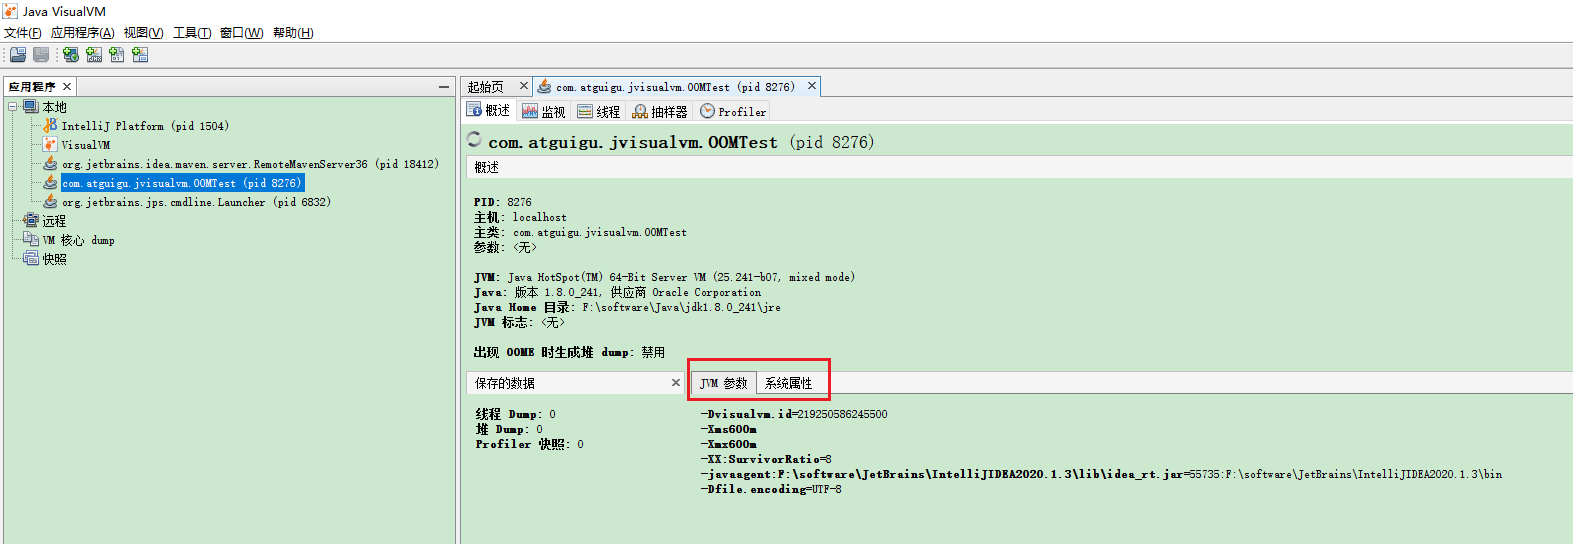 Java VisualVM
文件(F) 应用程序(A) 视图(V) 工具(T) 窗口(W) 帮助(H)
应用程序
本地
IntelliJ Platform (pid 1504)
VisualVM
org.jetbrains.idea.maven.server.RemoteMavenServer36 (pid 18412)
com.atguigu.jvisualvm.OOMTest (pid 8276)
org.jetbrains.jps.cmdline.Launcher (pid 6832)
远程
VM 核心 dump
快照
起始页 com.atguigu.jvisualvm.OOMTest (pid 8276)
概述 监视 线程 抽样器 Profiler
com.atguigu.jvisualvm.OOMTest (pid 8276)
概述
PID: 8276
主机: localhost
主类: com.atguigu.jvisualvm.OOMTest
参数: <无>
JVM: Java HotSpot(TM) 64-Bit Server VM (25.241-b07, mixed mode)
Java: 版本 1.8.0_241, 供应商 Oracle Corporation
Java Home 目录: F:\software\Java\jdk1.8.0_241\jre
JVM 标志: <无>
出现 OOME 时生成堆 dump: 禁用
保存的数据
线程 Dump: 0
堆 Dump: 0
Profiler 快照: 0
JVM 参数 系统属性
-Dvisualvm.id=219250586245500
-Xms600m
-Xmx600m
-XX:SurvivorRatio=8
-javaagent:F:\software\JetBrains\IntelliJIDEA2020.1.3\lib\idea_rt.jar=55735:F:\software\JetBrains\IntelliJIDEA2020.1.3\bin
-Dfile.encoding=UTF-8